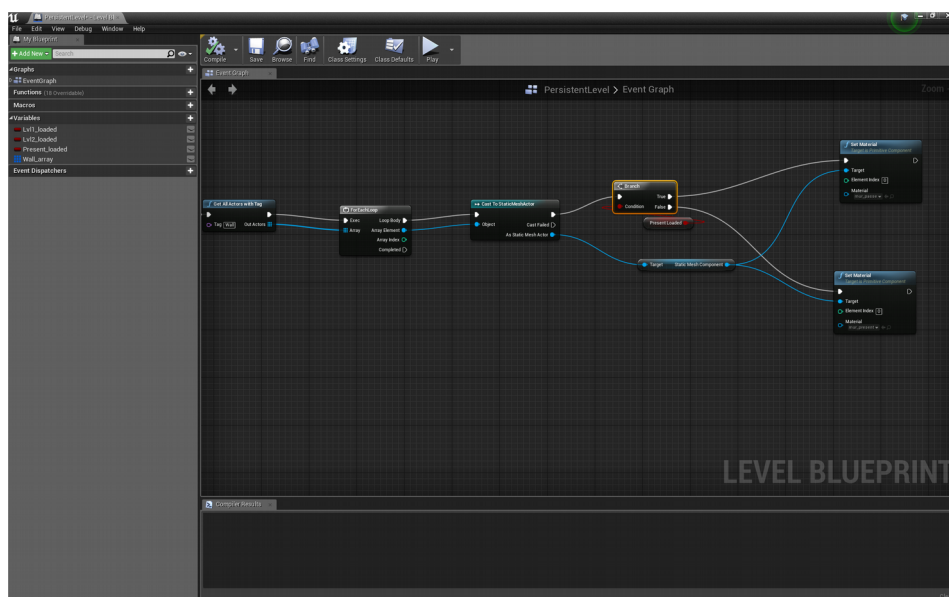 PersistentLevel - Level Bl
File Edit View Debug Window Help
My Blueprint
+Add New Search
Compile Save Browse Find Class Settings Class Defaults Play
Graphs
EventGraph
Functions (18 Overridable)
Macros
Variables
Lvl1_loaded
Lvl2_loaded
Present_loaded
Wall_array
Event Dispatchers
Event Graph
PersistentLevel > Event Graph
Zoom
Get All Actors with Tag
Tag Wall Out Actors
ForEachLoop
Exec Loop Body
Array Array Element
Array Index
Completed
Cast To StaticMeshActor
Object Cast Failed
As Static Mesh Actor
Branch
True
Condition False
Present Loaded
Target Static Mesh Component
Set Material
Target is Primitive Component
Target
Element Index 0
Material
Set Material
Target is Primitive Component
Target
Element Index 0
Material
LEVEL BLUEPRINT
Compiler Results